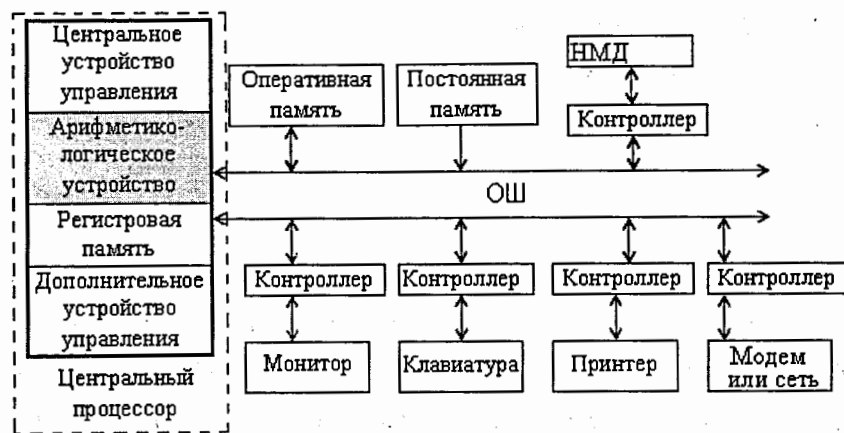 Центральное
устройство
управления
Арифметико-
логическое
устройство
Регистровая
память
Дополнительное
устройство
управления
Центральный
процессор
Оперативная
память
Постоянная
память
НМД
Контроллер
ОШ
Контроллер
Контроллер
Контроллер
Контроллер
Монитор
Клавиатура
Принтер
Модем
или сеть